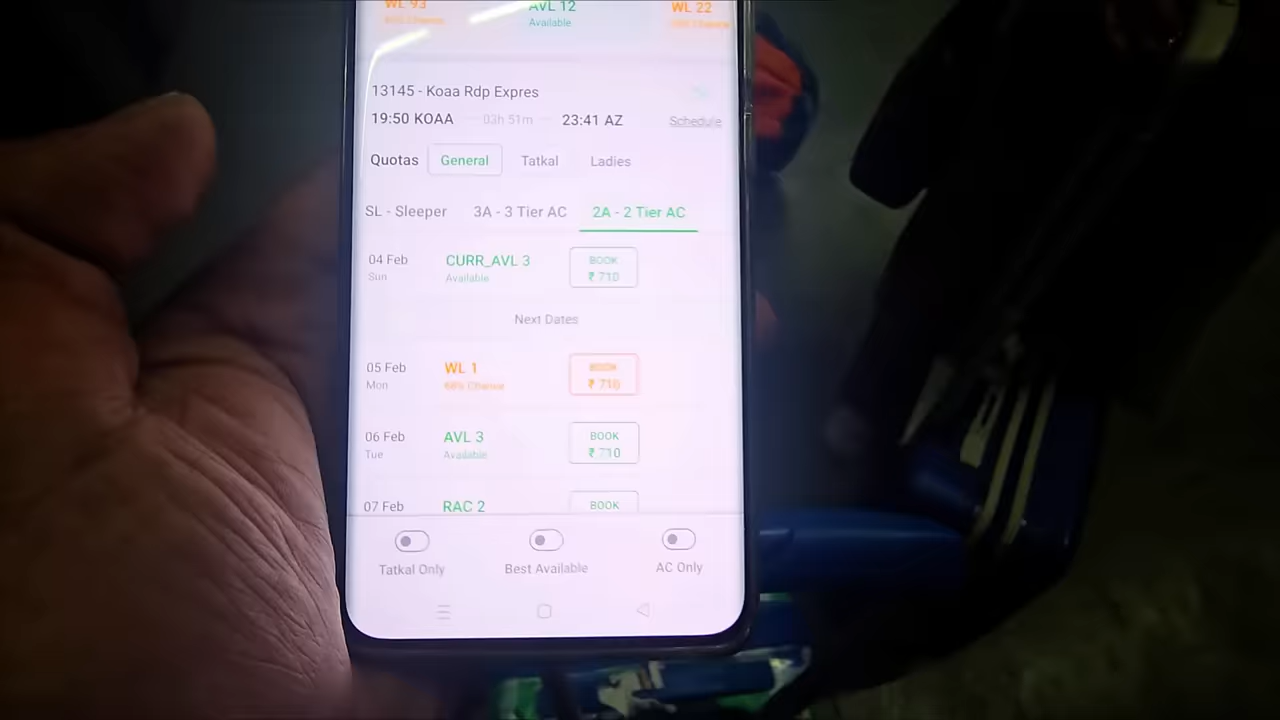 WL 93 AVL 12 WL 22
Available
13145 - Koaa Rdp Expres
19:50 KOAA 03h 51m 23:41 AZ Schedule
Quotas General Tatkal Ladies
SL - Sleeper 3A - 3 Tier AC 2A - 2 Tier AC
04 Feb CURR_AVL 3 BOOK
Sun Available ₹ 710
Next Dates
05 Feb WL 1 BOOK
Mon 68% Chance ₹ 710
06 Feb AVL 3 BOOK
Tue Available ₹ 710
07 Feb RAC 2 BOOK
Tatkal Only Best Available AC Only